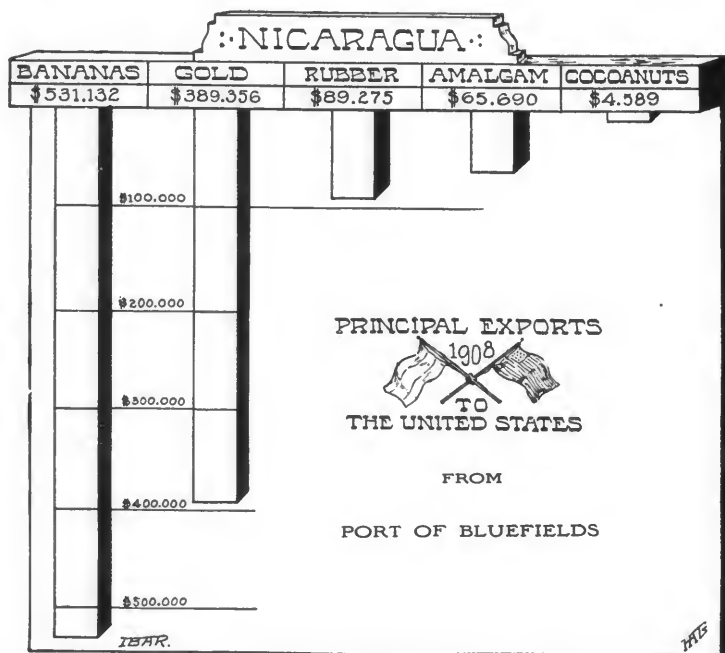 NICARAGUA
BANANAS GOLD RUBBER AMALGAM COCOANUTS
$531.132 $389.356 $89.275 $65.690 $4.589
$100.000
$200.000
$300.000
$400.000
$500.000
PRINCIPAL EXPORTS
1908
TO
THE UNITED STATES
FROM
PORT OF BLUEFIELDS
IBAR.